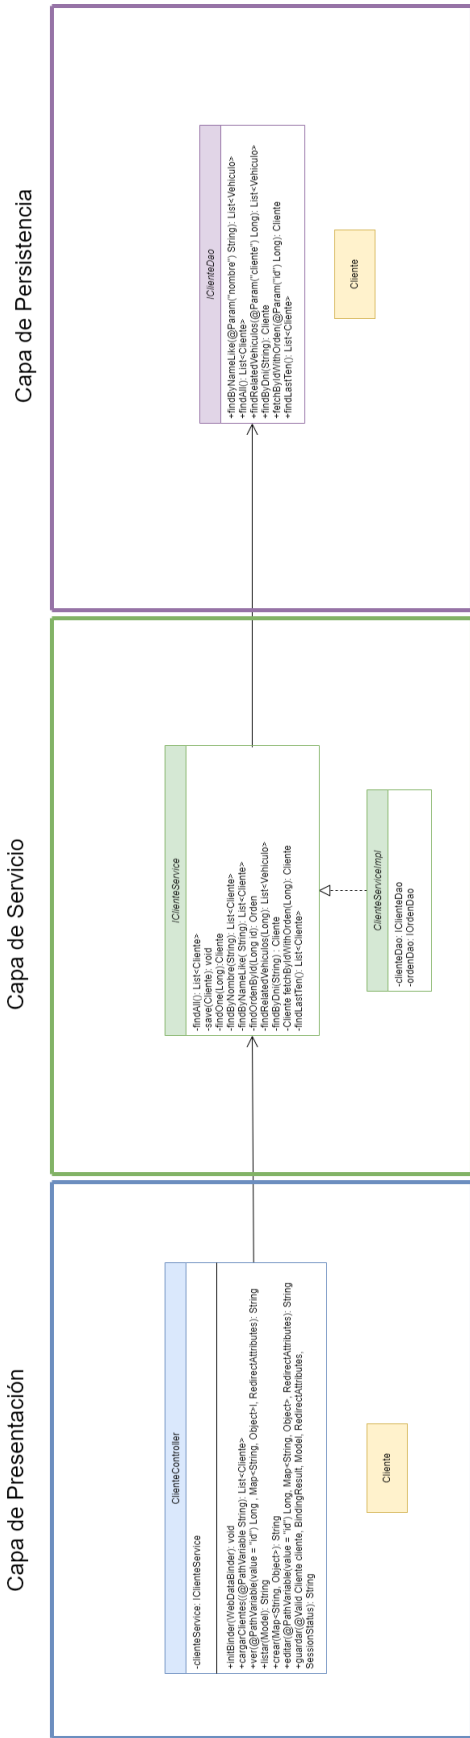 Capa de Presentación
ClienteController
-clienteService: IClienteService
+initBinder(WebDataBinder): void
+cargarClientes((@PathVariable String): List<Cliente>
+ver(@PathVariable(value = "id") Long , Map<String, Object>l, RedirectAttributes): String
+listar(Model): String
+crear(Map<String, Object>): String
+editar(@PathVariable(value = "id") Long, Map<String, Object>, RedirectAttributes): String
+guardar(@Valid Cliente cliente, BindingResult, Model, RedirectAttributes,
SessionStatus): String
Cliente
Capa de Servicio
IClienteService
-findAll(): List<Cliente>
-save(Cliente): void
-findOne(Long):Cliente
-findByNombre(String): List<Cliente>
-findByNameLike( String): List<Cliente>
-findOrdenById(Long id): Orden
-findRelatedVehiculos(Long): List<Vehiculo>
-findByDni(String) : Cliente
-Cliente fetchByIdWithOrden(Long): Cliente
-findLastTen(): List<Cliente>
ClienteServiceImpl
-clienteDao: IClienteDao
-ordenDao: IOrdenDao
Capa de Persistencia
IClienteDao
+findByNameLike(@Param("nombre") String): List<Vehiculo>
+findAll(): List<Cliente>
+findRelatedVehiculos(@Param("cliente") Long): List<Vehiculo>
+findByDni(String): Cliente
+fetchByIdWithOrden(@Param("id") Long): Cliente
+findLastTen(): List<Cliente>
Cliente